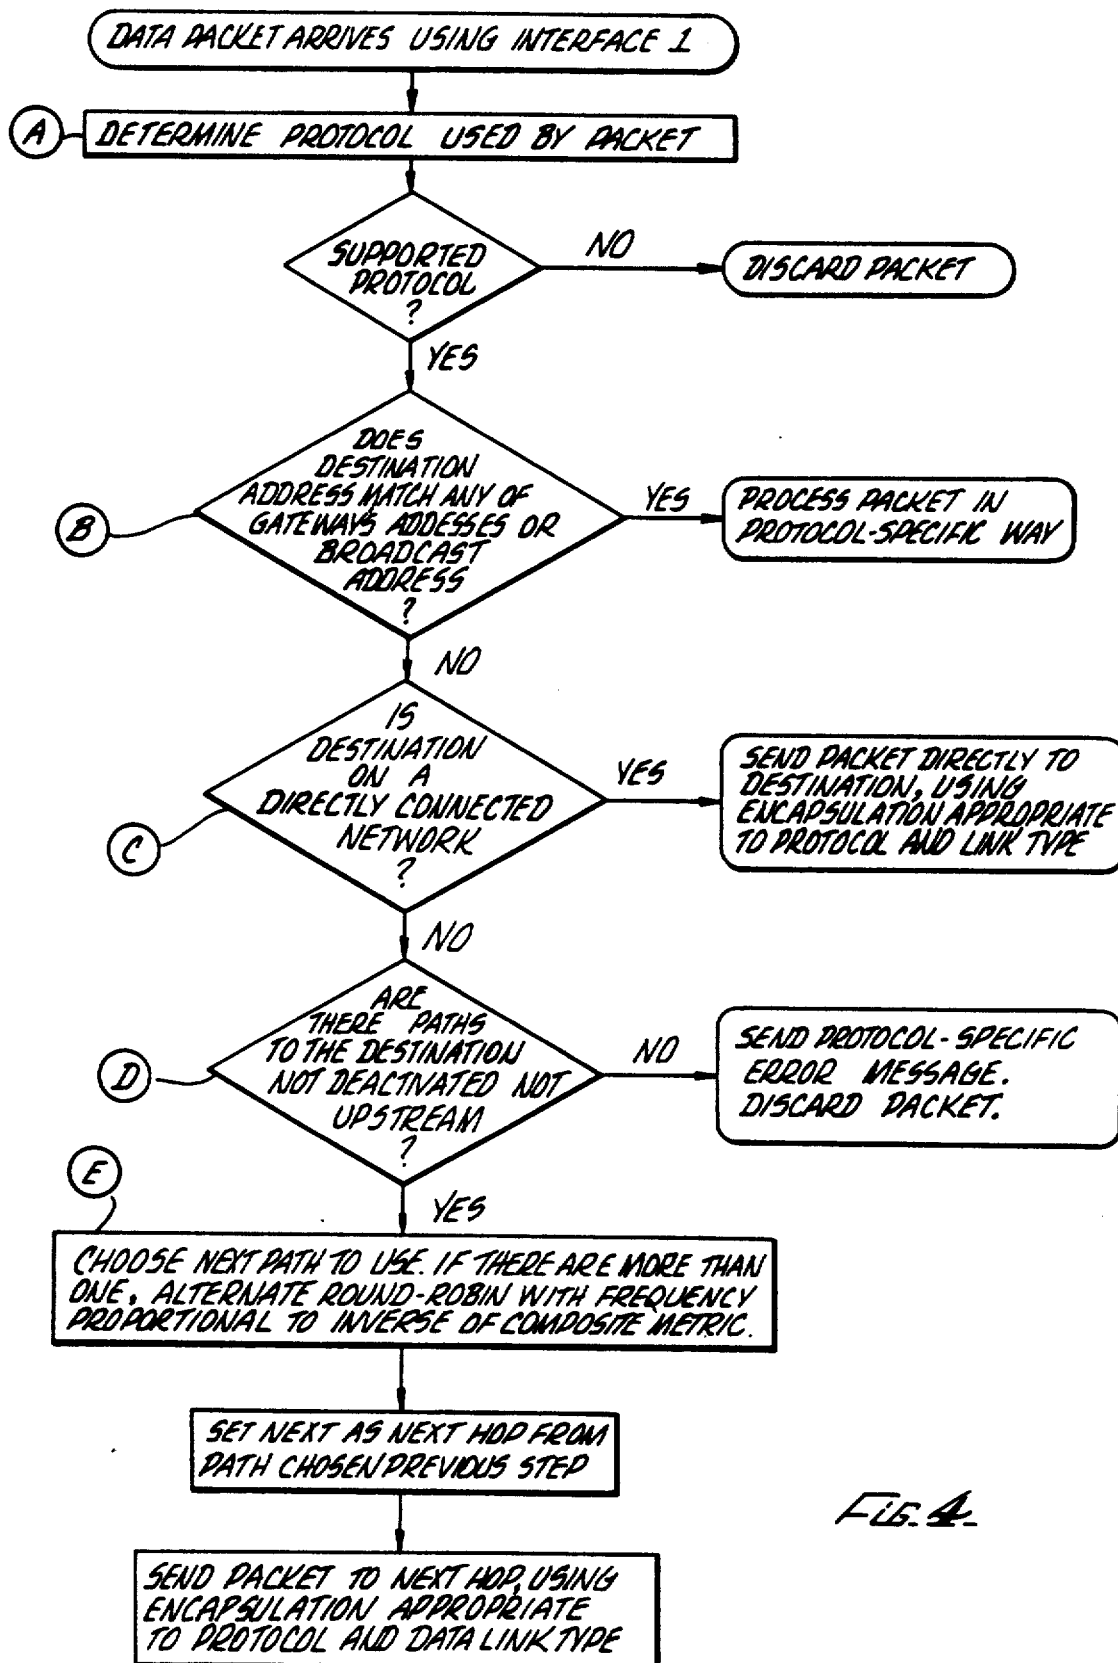 DATA PACKET ARRIVES USING INTERFACE 1
A
DETERMINE PROTOCOL USED BY PACKET
SUPPORTED
PROTOCOL
?
NO
DISCARD PACKET
YES
DOES
DESTINATION
ADDRESS MATCH ANY OF
GATEWAYS ADDESSES OR
BROADCAST
ADDRESS
?
B
YES
PROCESS PACKET IN
PROTOCOL-SPECIFIC WAY
NO
IS
DESTINATION
ON A
DIRECTLY CONNECTED
NETWORK
?
C
YES
SEND PACKET DIRECTLY TO
DESTINATION, USING
ENCAPSULATION APPROPRIATE
TO PROTOCOL AND LINK TYPE
NO
ARE
THERE PATHS
TO THE DESTINATION
NOT DEACTIVATED NOT
UPSTREAM
?
D
NO
SEND PROTOCOL-SPECIFIC
ERROR MESSAGE.
DISCARD PACKET.
E
YES
CHOOSE NEXT PATH TO USE. IF THERE ARE MORE THAN
ONE, ALTERNATE ROUND-ROBIN WITH FREQUENCY
PROPORTIONAL TO INVERSE OF COMPOSITE METRIC.
SET NEXT AS NEXT HOP FROM
PATH CHOSEN PREVIOUS STEP
SEND PACKET TO NEXT HOP, USING
ENCAPSULATION APPROPRIATE
TO PROTOCOL AND DATA LINK TYPE
FIG. 4.